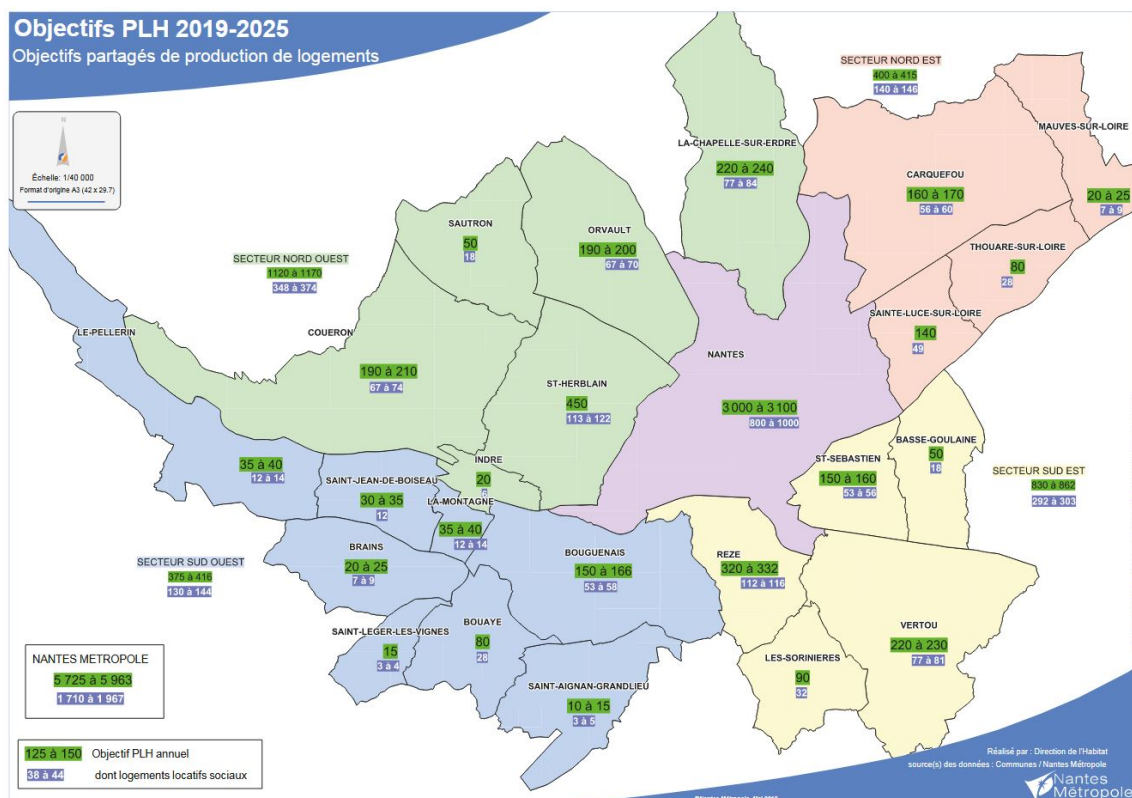 Objectifs PLH 2019-2025
Objectifs partagés de production de logements
N
Échelle: 1/40 000
Format d'origine A3 (42 x 29.7)
SECTEUR NORD EST
400 à 415
140 à 146
MAUVES-SUR-LOIRE
20 à 25
7 à 9
LA-CHAPELLE-SUR-ERDRE
220 à 240
77 à 84
CARQUEFOU
160 à 170
56 à 60
SAUTRON
50
18
ORVAULT
190 à 200
67 à 70
THOUARE-SUR-LOIRE
80
28
SECTEUR NORD OUEST
1120 à 1170
348 à 374
SAINTE-LUCE-SUR-LOIRE
140
49
LE-PELLERIN
35 à 40
12 à 14
COUERON
190 à 210
67 à 74
ST-HERBLAIN
450
113 à 122
NANTES
3 000 à 3 100
800 à 1000
BASSE-GOULAINE
50
18
ST-SEBASTIEN
150 à 160
53 à 56
SECTEUR SUD EST
830 à 862
292 à 303
INDRE
20
6
SAINT-JEAN-DE-BOISEAU
30 à 35
12
LA-MONTAGNE
35 à 40
12 à 14
BRAINS
20 à 25
7 à 9
BOUGUENAIS
150 à 166
53 à 58
REZE
320 à 332
112 à 116
SECTEUR SUD OUEST
375 à 416
130 à 144
SAINT-LEGER-LES-VIGNES
15
3 à 4
BOUAYE
80
28
VERTOU
220 à 230
77 à 81
LES-SORINIERES
90
32
SAINT-AIGNAN-GRANDLIEU
10 à 15
3 à 5
NANTES METROPOLE
5 725 à 5 963
1 710 à 1 967
125 à 150 Objectif PLH annuel
38 à 44 dont logements locatifs sociaux
Réalisé par : Direction de l'Habitat
source(s) des données : Communes / Nantes Métropole
Nantes
Métropole